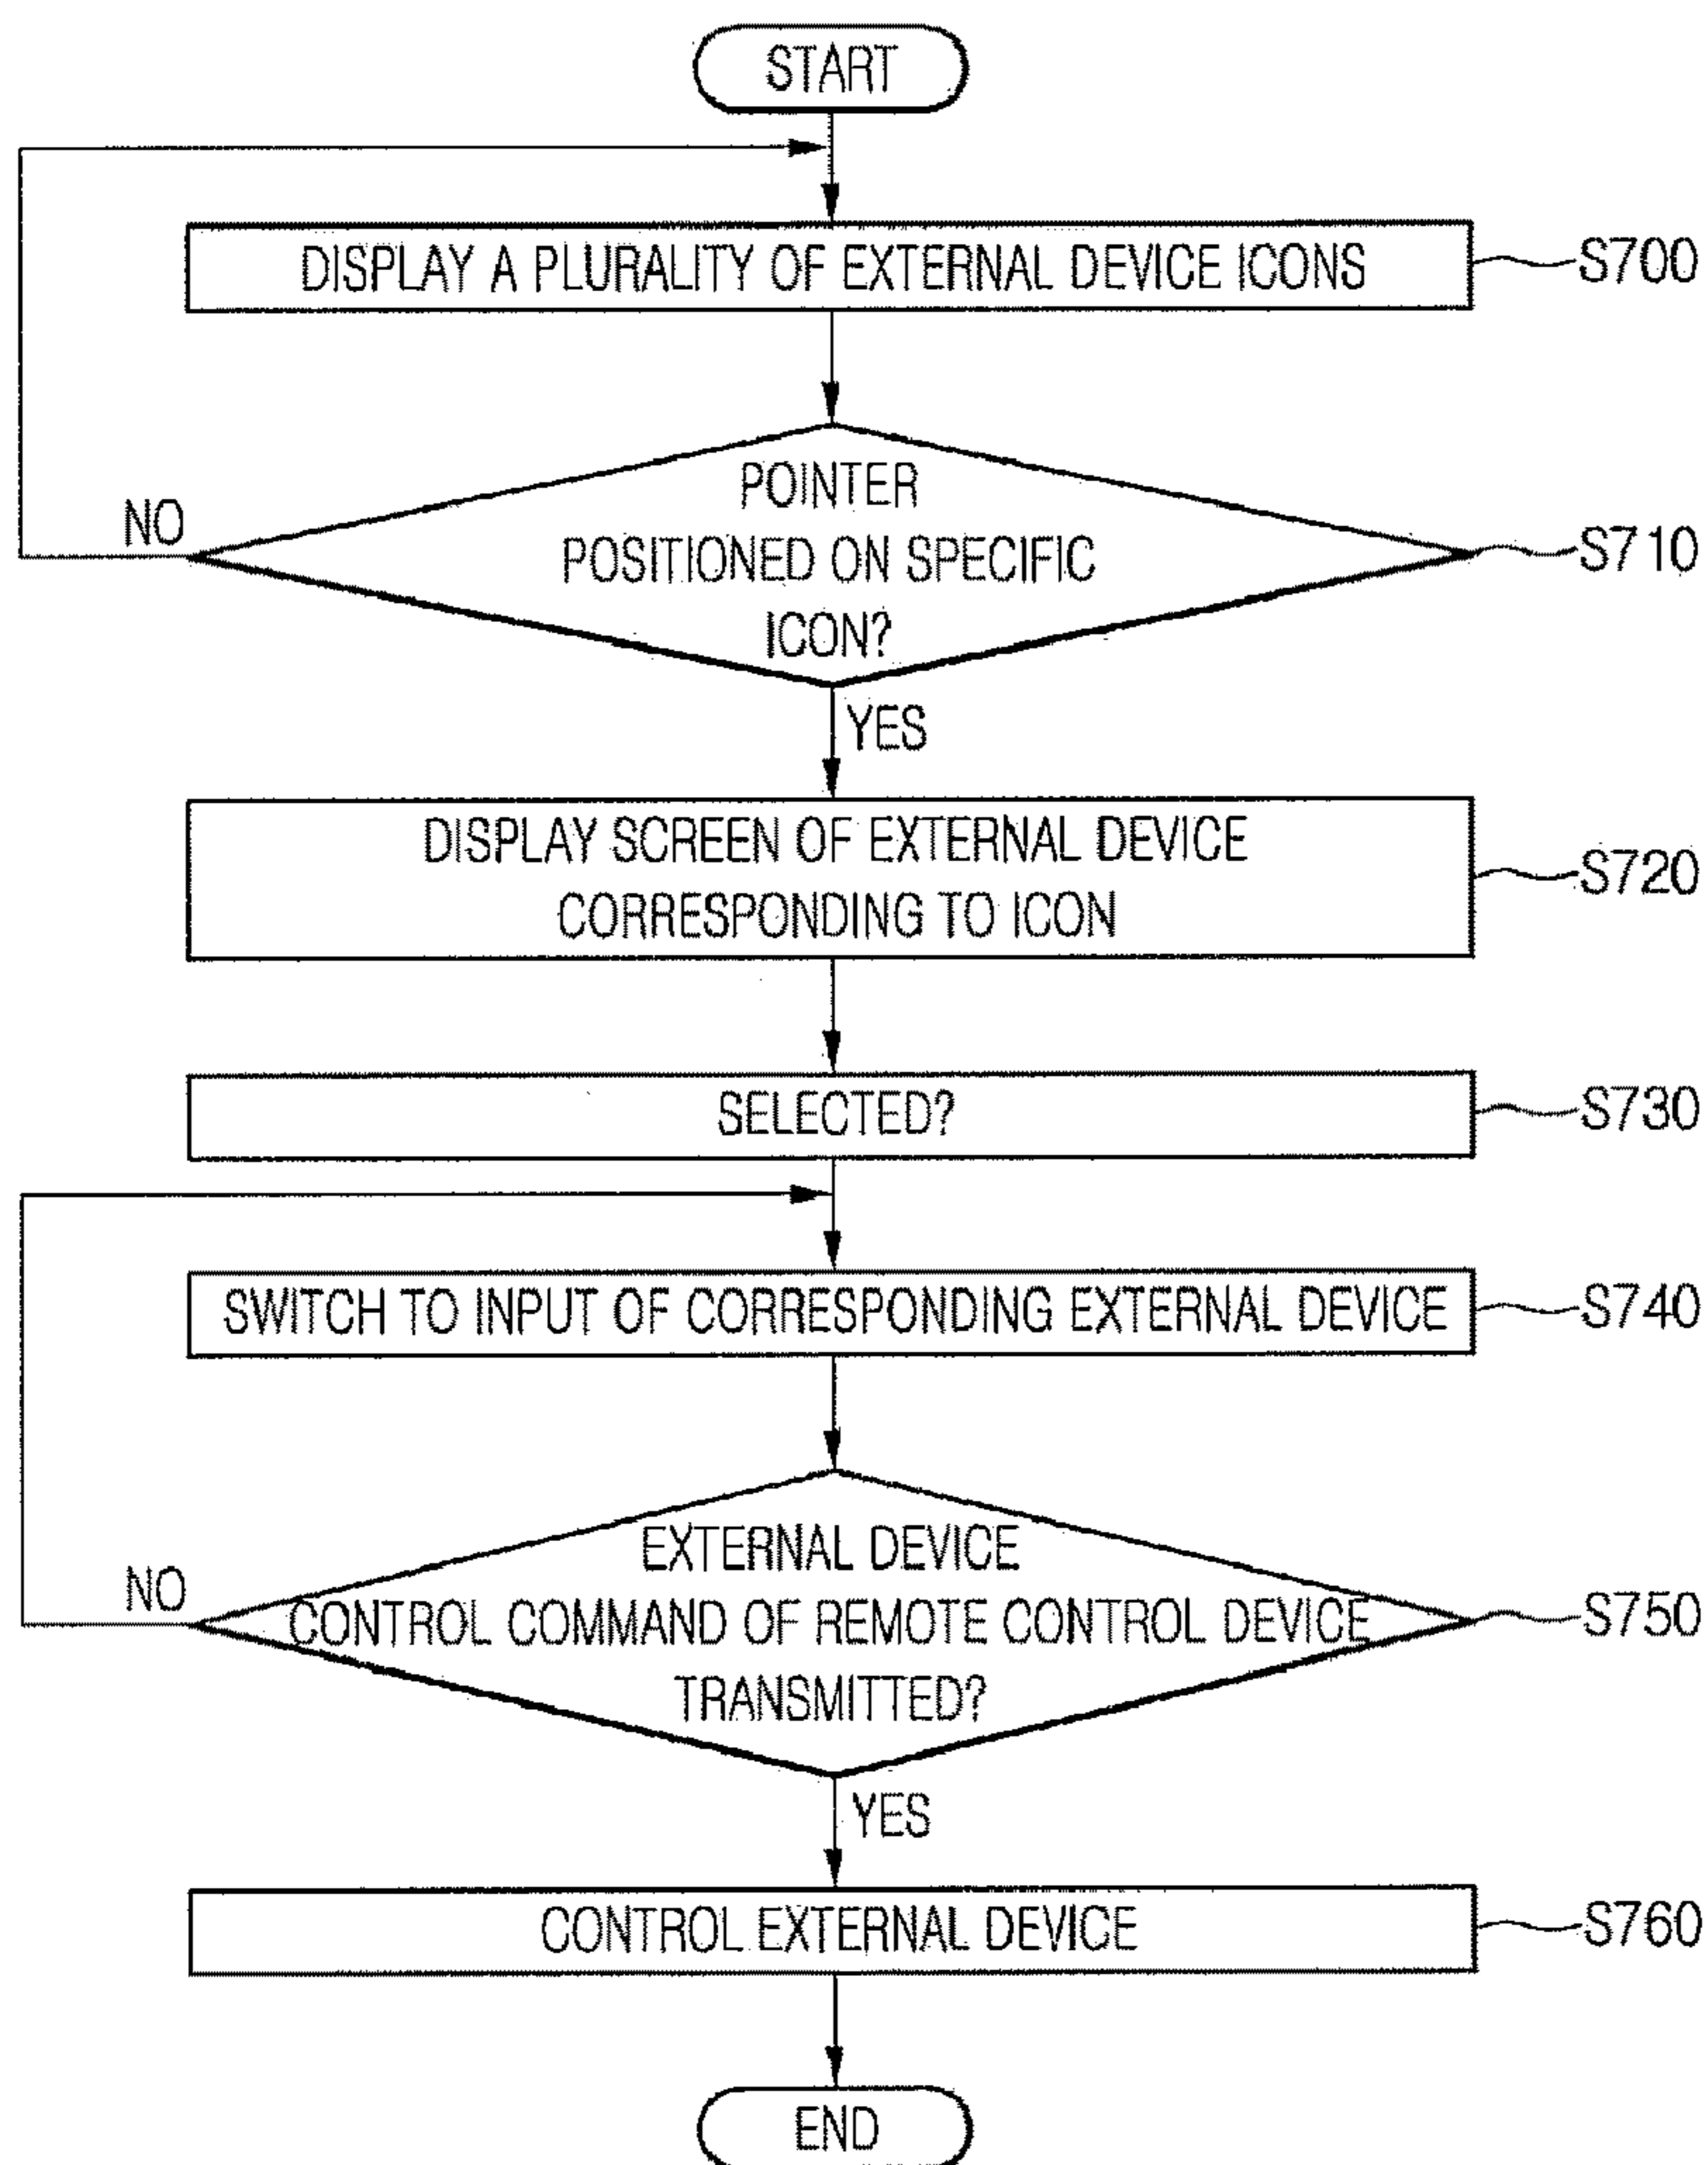 START
DISPLAY A PLURALITY OF EXTERNAL DEVICE ICONS
S700
POINTER
POSITIONED ON SPECIFIC
ICON?
NO
S710
YES
DISPLAY SCREEN OF EXTERNAL DEVICE
CORRESPONDING TO ICON
S720
SELECTED?
S730
SWITCH TO INPUT OF CORRESPONDING EXTERNAL DEVICE
S740
EXTERNAL DEVICE
CONTROL COMMAND OF REMOTE CONTROL DEVICE
TRANSMITTED?
NO
S750
YES
CONTROL EXTERNAL DEVICE
S760
END